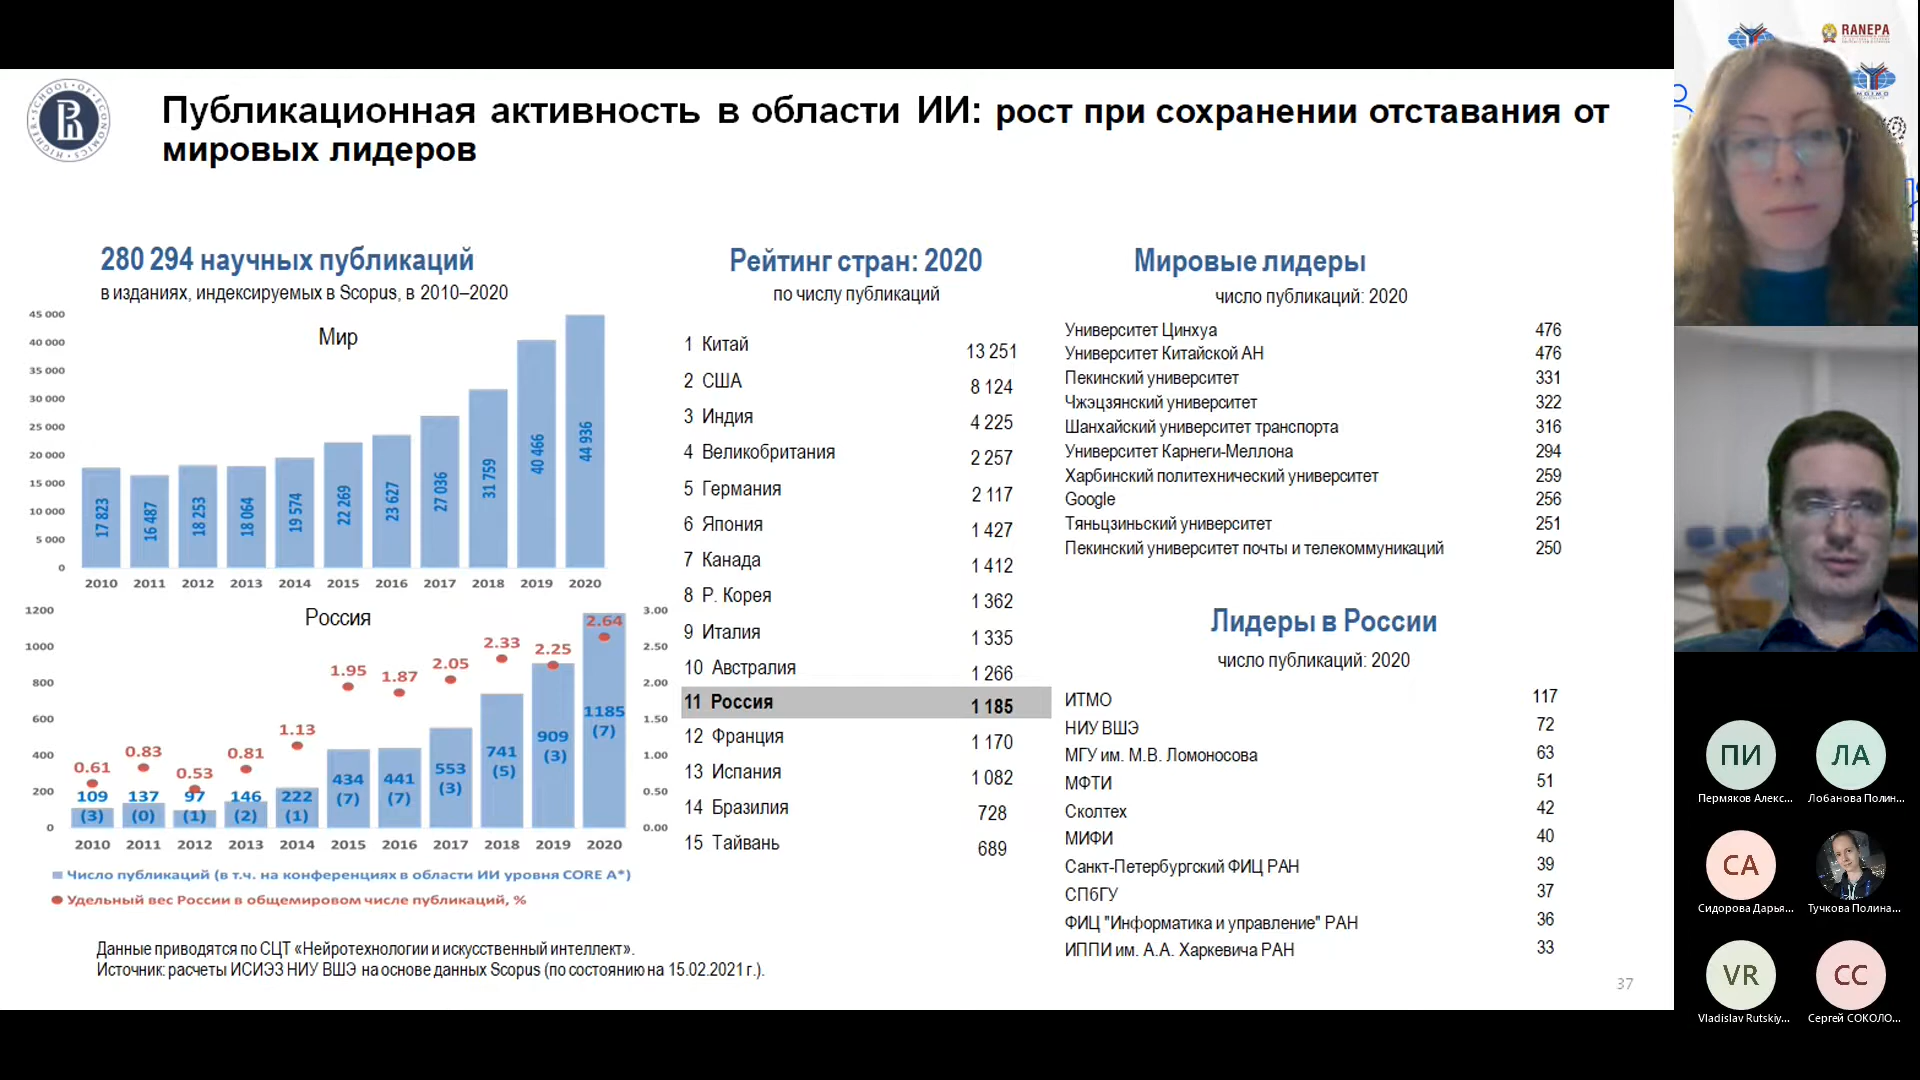 Публикационная активность в области ИИ: рост при сохранении отставания от
мировых лидеров
280 294 научных публикаций
в изданиях, индексируемых в Scopus, в 2010–2020
Мир
45 000
40 000
35 000
30 000
25 000
20 000
15 000
10 000
5 000
0
17 823
16 487
18 253
18 064
19 574
22 269
23 627
27 036
31 759
40 466
44 936
2010 2011 2012 2013 2014 2015 2016 2017 2018 2019 2020
Россия
1200
1000
800
600
400
200
0
3.00
2.50
2.00
1.50
1.00
0.50
0.00
0.61 0.83 0.53 0.81 1.13 1.95 1.87 2.05 2.33 2.25 2.64
109 137 97 146 222 434 441 553 741 909 1185
(3) (0) (1) (2) (1) (7) (7) (3) (5) (3) (7)
2010 2011 2012 2013 2014 2015 2016 2017 2018 2019 2020
Число публикаций (в т.ч. на конференциях в области ИИ уровня CORE A*)
Удельный вес России в общемировом числе публикаций, %
Данные приводятся по СЦТ «Нейротехнологии и искусственный интеллект».
Источник: расчеты ИСИЭЗ НИУ ВШЭ на основе данных Scopus (по состоянию на 15.02.2021 г.).
Рейтинг стран: 2020
по числу публикаций
1 Китай 13 251
2 США 8 124
3 Индия 4 225
4 Великобритания 2 257
5 Германия 2 117
6 Япония 1 427
7 Канада 1 412
8 Р. Корея 1 362
9 Италия 1 335
10 Австралия 1 266
11 Россия 1 185
12 Франция 1 170
13 Испания 1 082
14 Бразилия 728
15 Тайвань 689
Мировые лидеры
число публикаций: 2020
Университет Цинхуа 476
Университет Китайской АН 476
Пекинский университет 331
Чжэцзянский университет 322
Шанхайский университет транспорта 316
Университет Карнеги-Меллона 294
Харбинский политехнический университет 259
Google 256
Тяньцзиньский университет 251
Пекинский университет почты и телекоммуникаций 250
Лидеры в России
число публикаций: 2020
ИТМО 117
НИУ ВШЭ 72
МГУ им. М.В. Ломоносова 63
МФТИ 51
Сколтех 42
МИФИ 40
Санкт-Петербургский ФИЦ РАН 39
СПбГУ 37
ФИЦ "Информатика и управление" РАН 36
ИППИ им. А.А. Харкевича РАН 33
37
HIGHER·SCHOOL·OF·ECONOMICS
RANEPA
ПИ
Пермяков Алекс...
ЛА
Лобанова Полин...
СА
Сидорова Дарья...
Тучкова Полина...
VR
Vladislav Rutskiy...
СС
Сергей СОКОЛО...